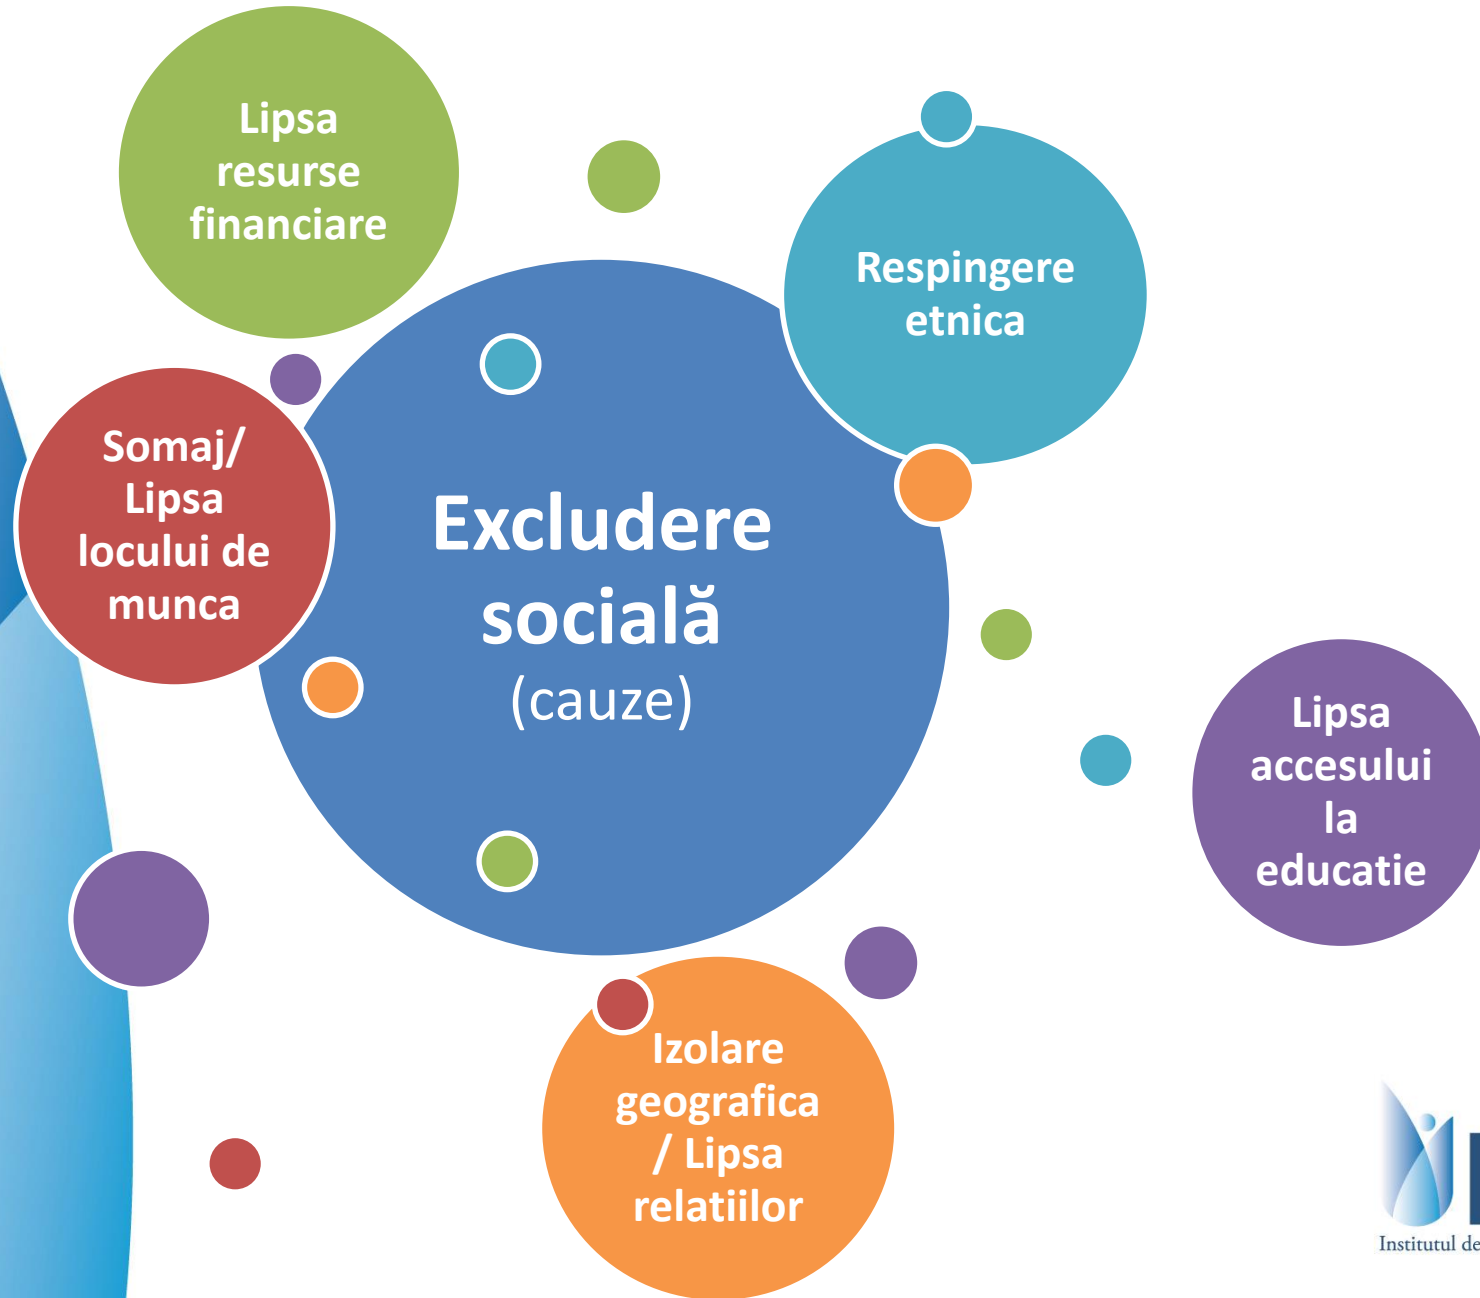 Lipsa
resurse
financiare
Respingere
etnica
Somaj/
Lipsa
locului de
munca
Excludere
socială
(cauze)
Lipsa
accesului
la
educatie
Izolare
geografica
/ Lipsa
relatiilor
Institutul de